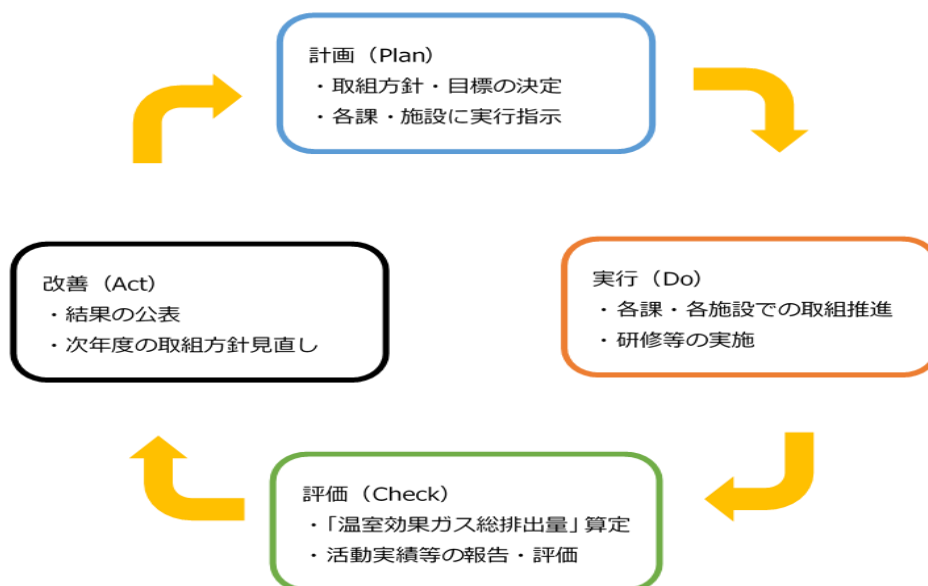 計画（Plan）
・取組方針・目標の決定
・各課・施設に実行指示
実行（Do）
・各課・各施設での取組推進
・研修等の実施
評価（Check）
・「温室効果ガス総排出量」算定
・活動実績等の報告・評価
改善（Act）
・結果の公表
・次年度の取組方針見直し